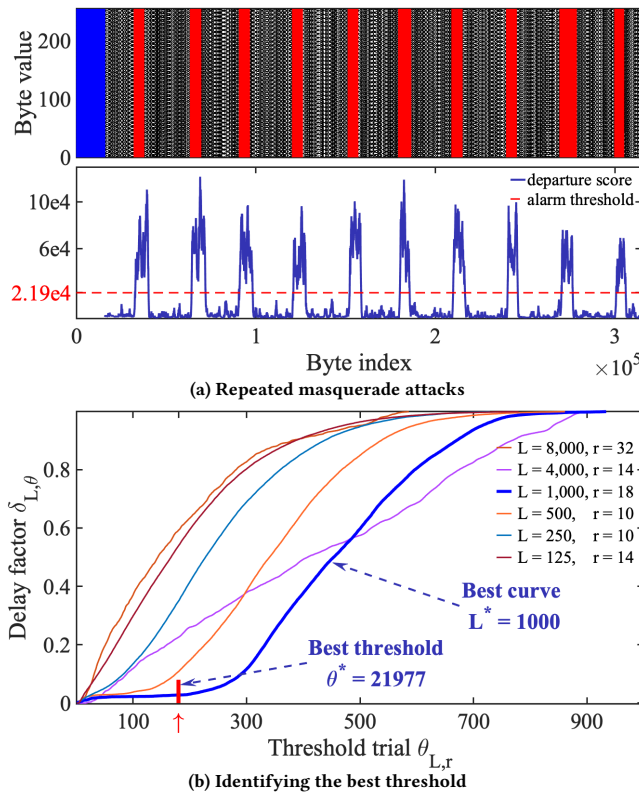 Byte value
200
100
0
departure score
alarm threshold
10e4
6e4
2.19e4
0
1
2
3
Byte index
×10⁵
(a) Repeated masquerade attacks
Delay factor δ_L,θ
0.8
0.6
0.4
0.2
0
L = 8,000, r = 32
L = 4,000, r = 14
L = 1,000, r = 18
L = 500, r = 10
L = 250, r = 10
L = 125, r = 14
Best curve
L* = 1000
Best threshold
θ* = 21977
100
300
500
700
900
↑
Threshold trial θ_L,r
(b) Identifying the best threshold